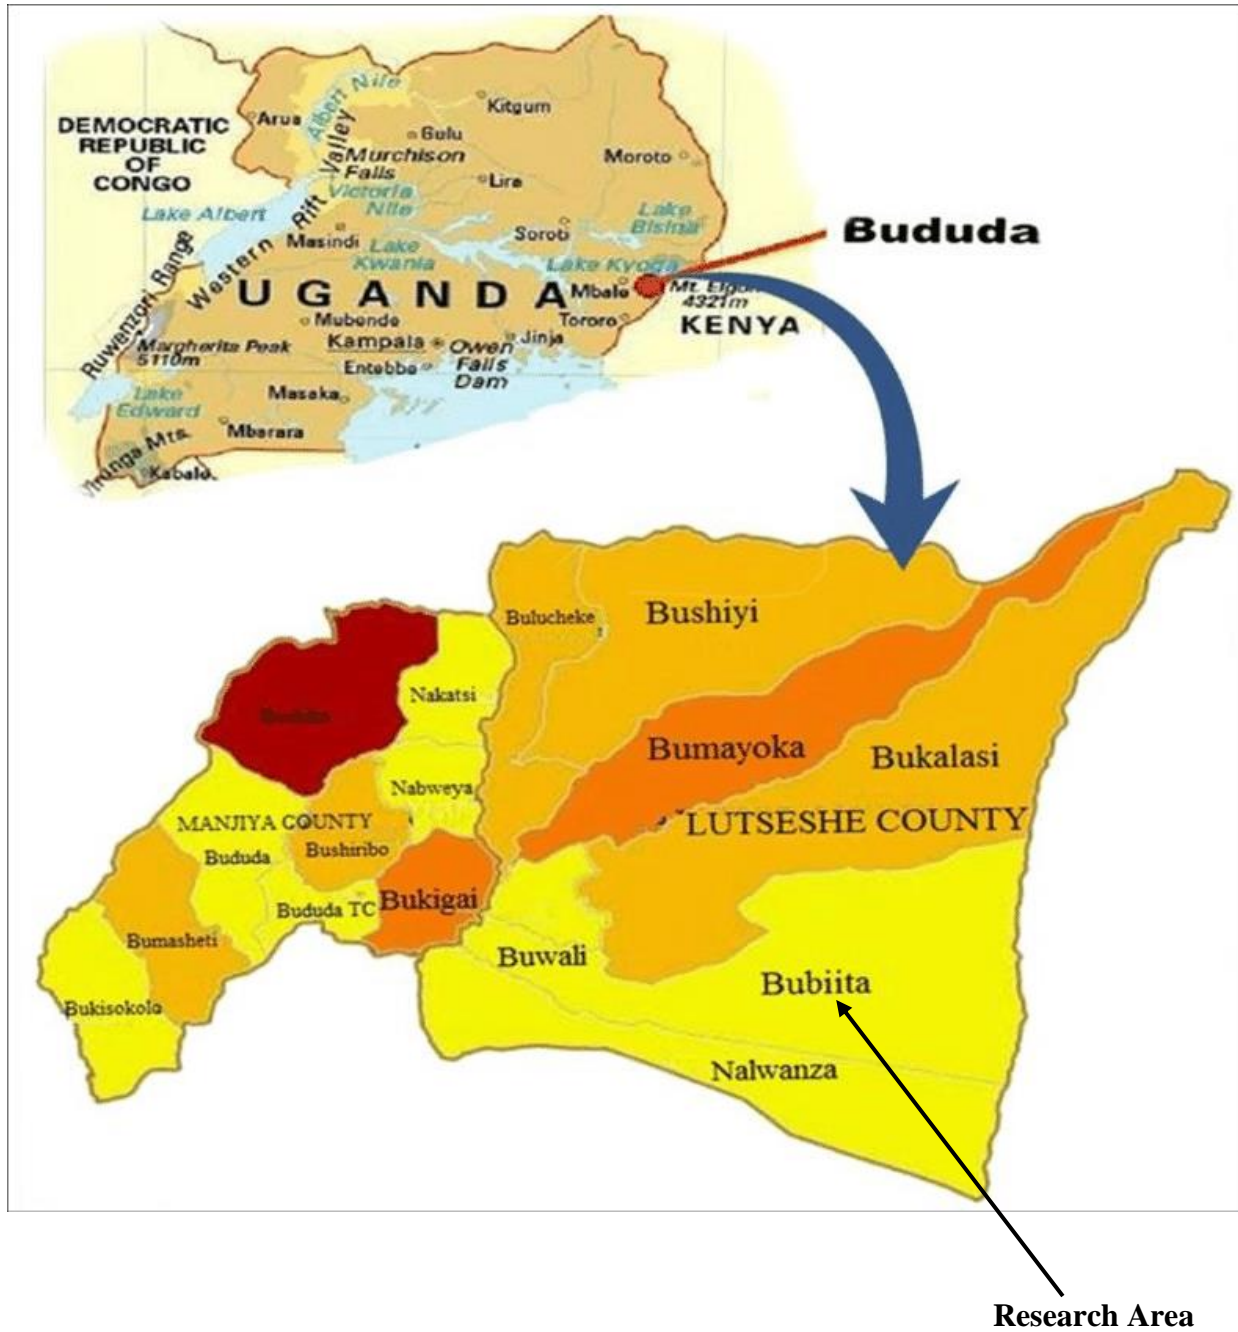 DEMOCRATIC
REPUBLIC
OF
CONGO
Arua
Albert Nile
Kitgum
Gulu
Murchison
Falls
Moroto
Lira
Victoria
Nile
Lake Albert
Western Rift Valley
Masindi
Lake
Kwania
Soroti
Lake
Bisina
Lake Kyoga
Bududa
Ruwenzori Range
UGANDA
Mbale
Mt. Elgon
4321m
Mubende
Tororo
KENYA
Margherita Peak
5110m
Kampala
Owen
Falls
Dam
Jinja
Entebbe
Lake
Edward
Masaka
Mbarara
Virunga Mts.
Kabale
Bulucheke
Bushiyi
Nakatsi
Bumayoka
Bukalasi
Nabweya
MANJIYA COUNTY
LUTSESHE COUNTY
Bududa
Bushiribo
Bududa TC
Bukigai
Bumasheti
Buwali
Bubiita
Bukisokolo
Nalwanza
Research Area